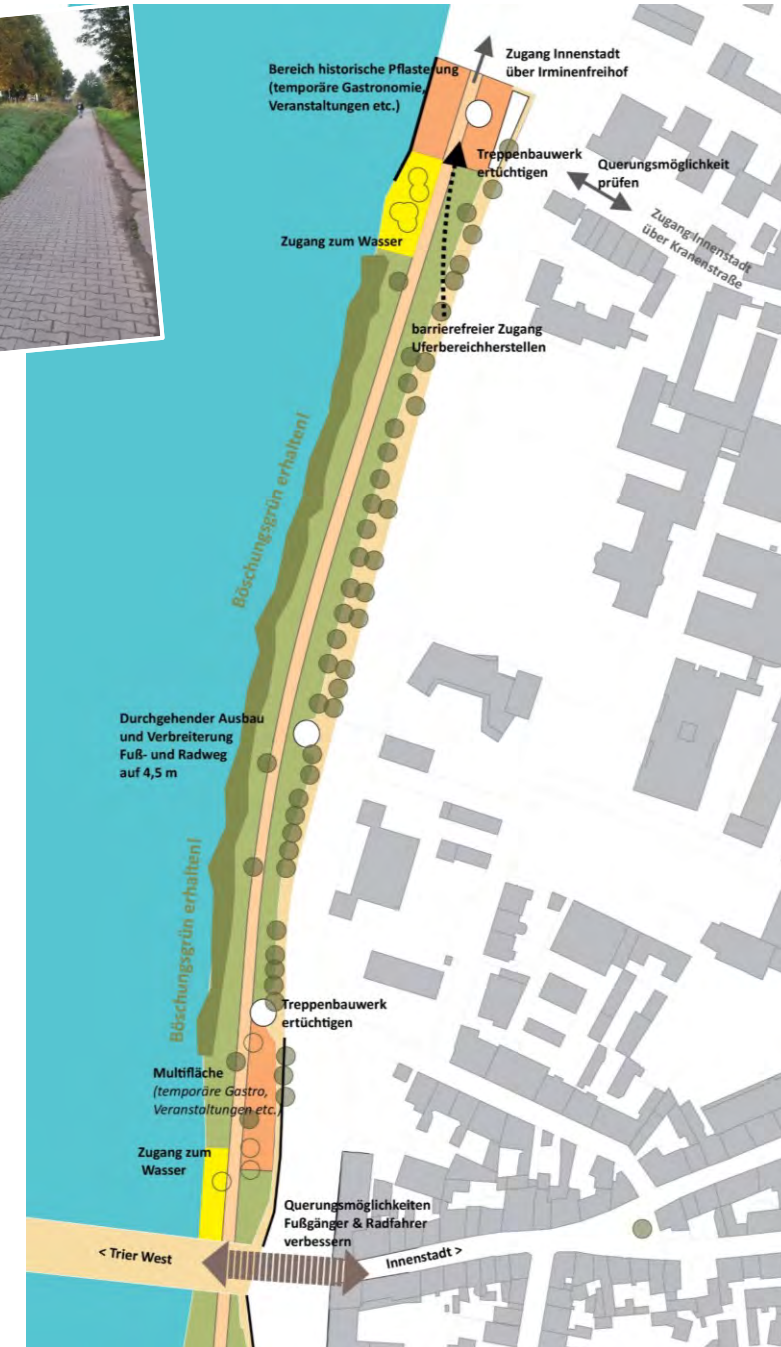 Zugang Innenstadt
über Irminenfreihof
Bereich historische Pflasterung
(temporäre Gastronomie,
Veranstaltungen etc.)
Treppenbauwerk
ertüchtigen
Querungsmöglichkeit
prüfen
Zugang Innenstadt
über Kranenstraße
Zugang zum Wasser
barrierefreier Zugang
Uferbereichherstellen
Böschungsgrün erhalten!
Durchgehender Ausbau
und Verbreiterung
Fuß- und Radweg
auf 4,5 m
Böschungsgrün erhalten!
Treppenbauwerk
ertüchtigen
Multifläche
(temporäre Gastro,
Veranstaltungen etc.)
Zugang zum
Wasser
Querungsmöglichkeiten
Fußgänger & Radfahrer
verbessern
< Trier West
Innenstadt >